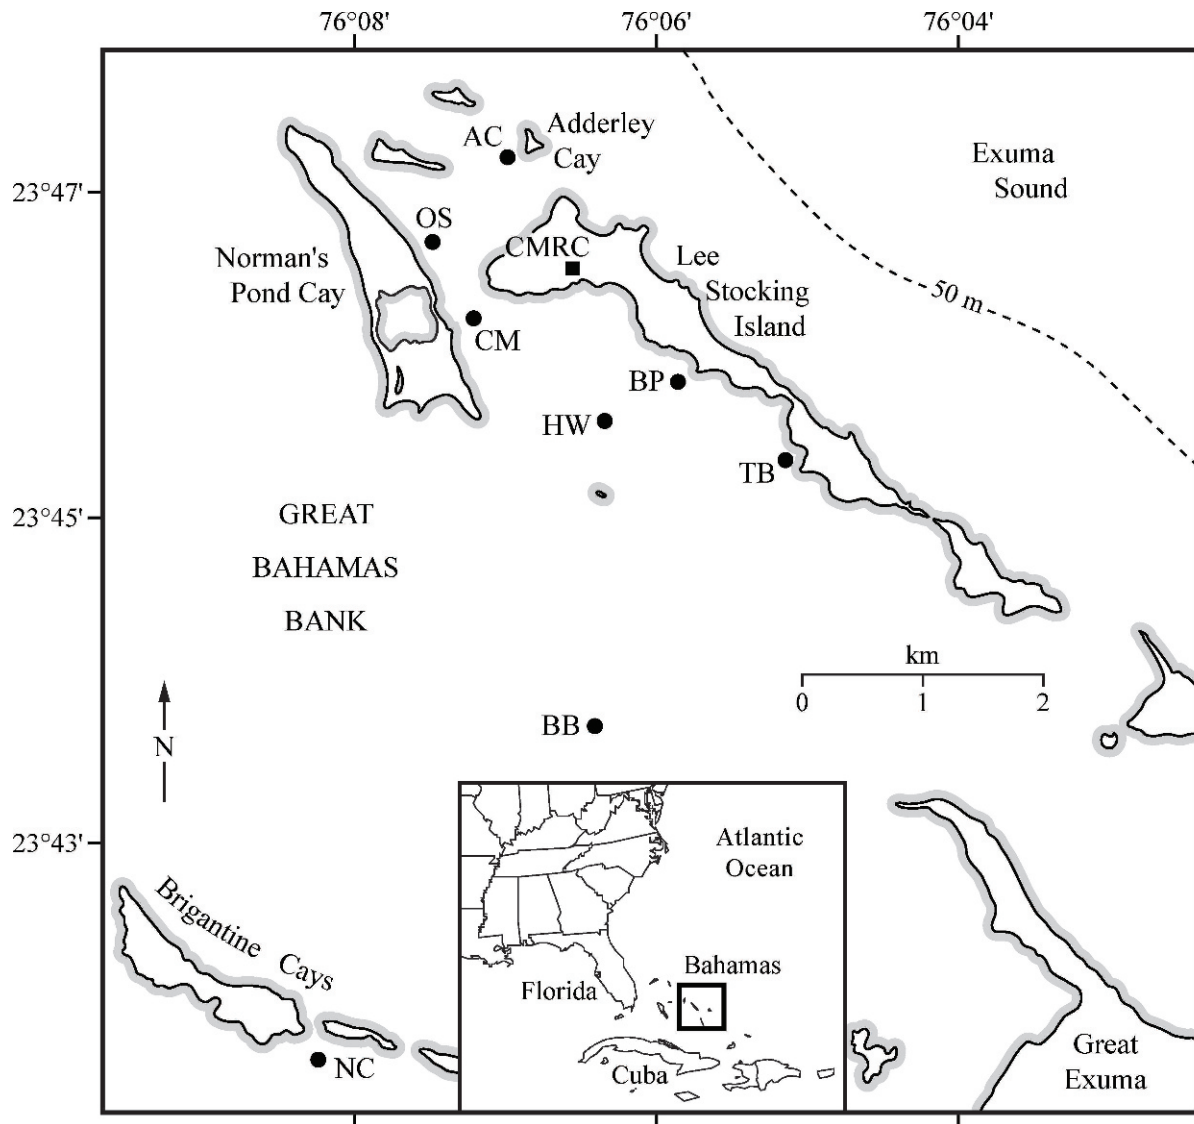 76°08'
76°06'
76°04'
AC
Adderley
Cay
Exuma
Sound
23°47'
OS
CMRC
Norman's
Pond Cay
Lee
Stocking
Island
50 m
CM
BP
HW
TB
23°45'
GREAT
BAHAMAS
BANK
km
0 1 2
N
BB
23°43'
Atlantic
Ocean
Brigantine Cays
Bahamas
Florida
Cuba
NC
Great
Exuma